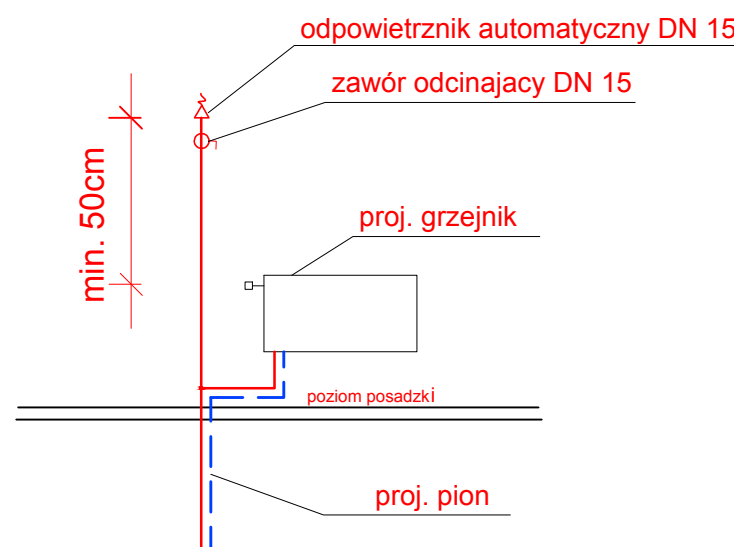 odpowietrznik automatyczny DN 15
zawór odcinajacy DN 15
min. 50cm
proj. grzejnik
poziom posadzki
proj. pion